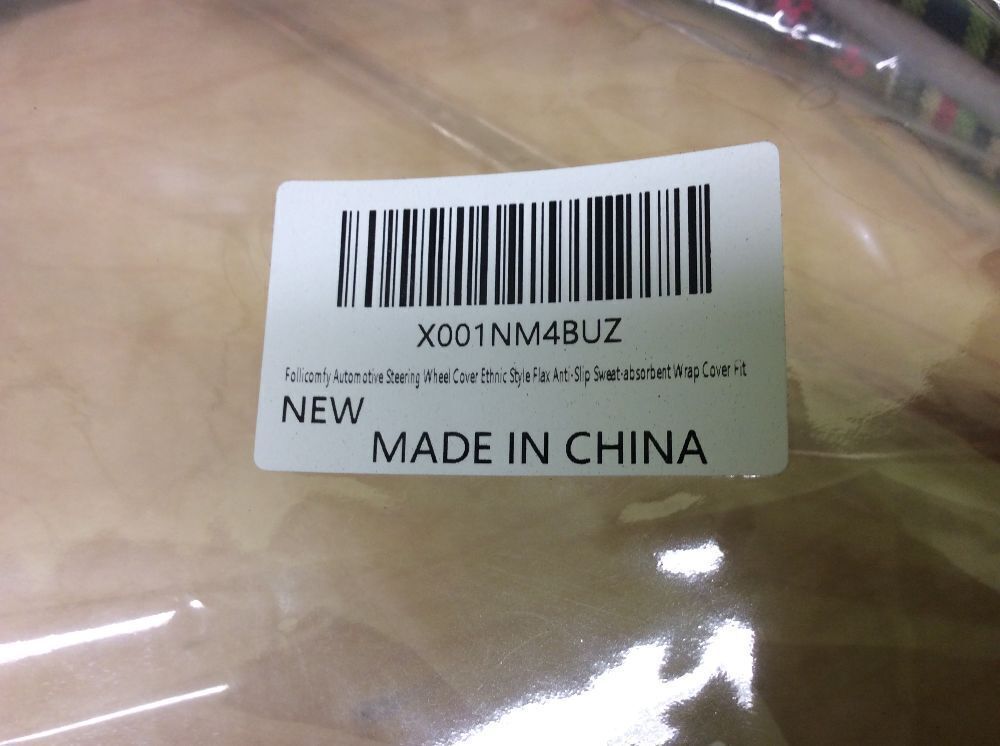 X001NM4BUZ
Follicomfy Automotive Steering Wheel Cover Ethnic Style Flax Anti-Slip Sweat-absorbent Wrap Cover Fit
NEW
MADE IN CHINA